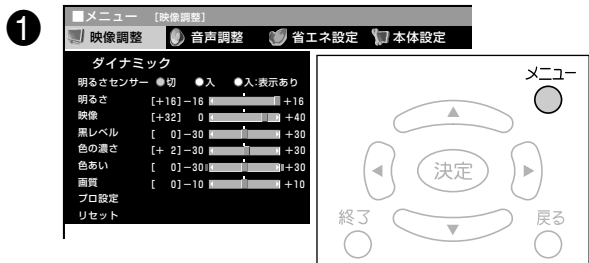 ❶
■メニュー [映像調整]
映像調整 音声調整 省エネ設定 本体設定
ダイナミック
明るさセンサー ●切 ●入 ●入:表示あり
明るさ [+16] −16 +16
映像 [+32] 0 +40
黒レベル [ 0] −30 +30
色の濃さ [+ 2] −30 +30
色あい [ 0] −30 +30
画質 [ 0] −10 +10
プロ設定
リセット
メニュー
決定
終了
戻る